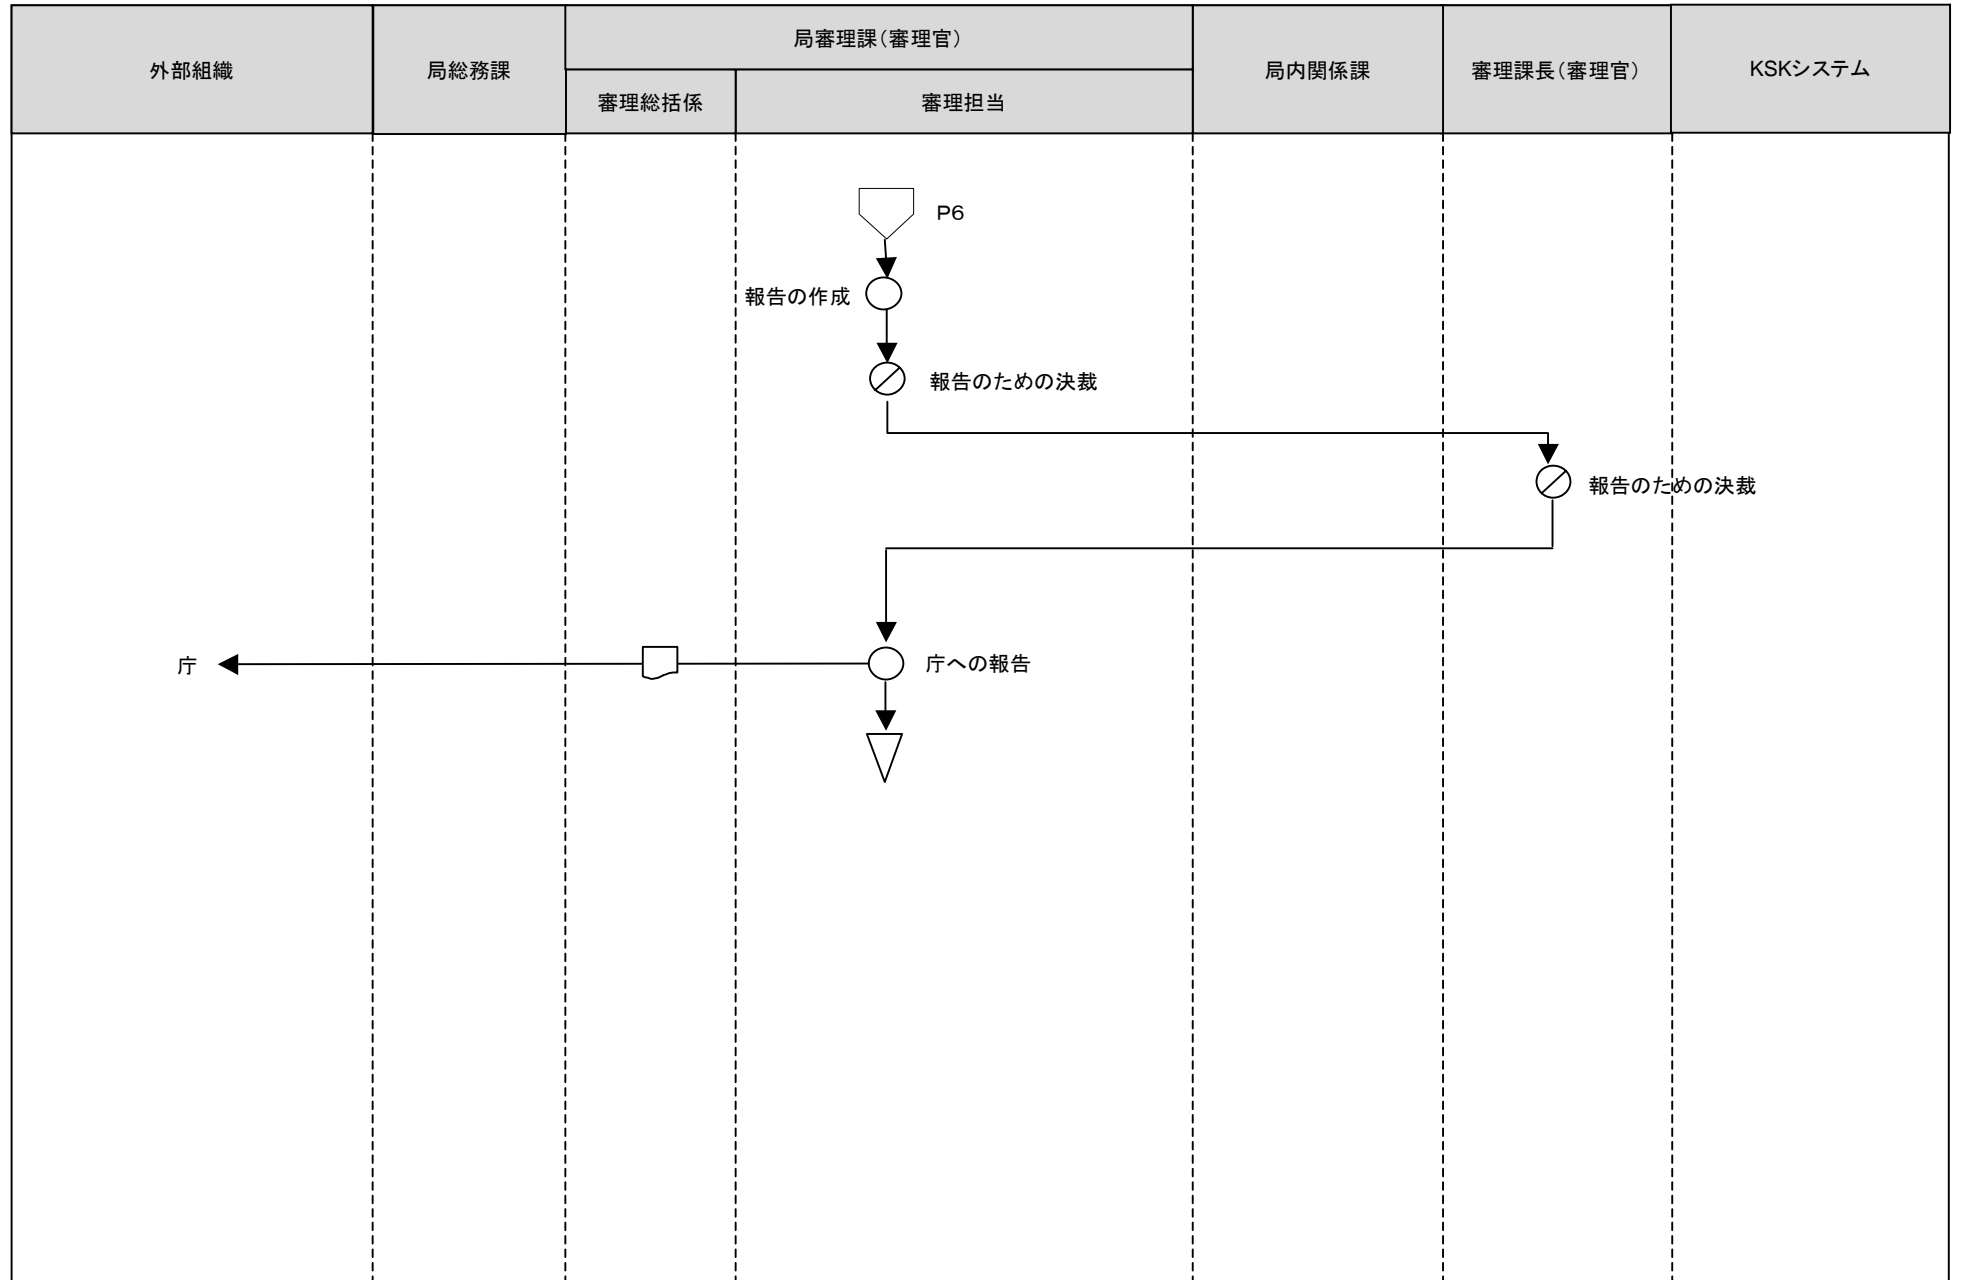 外部組織
局総務課
局審理課（審理官）
審理総括係
審理担当
局内関係課
審理課長（審理官）
KSKシステム
P6
報告の作成
報告のための決裁
報告のための決裁
庁
庁への報告